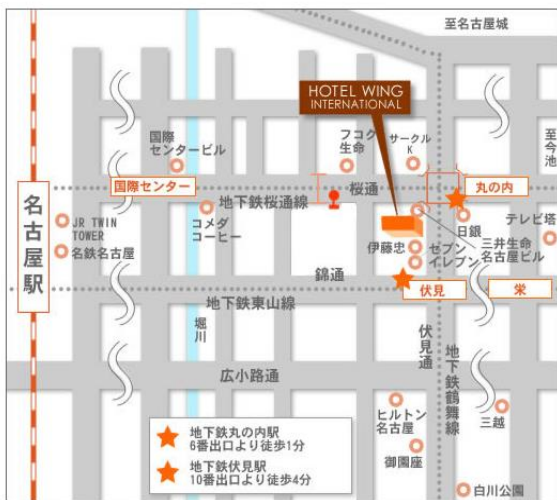 至名古屋城
HOTEL WING
INTERNATIONAL
国際
センタービル
フコク
生命
サークル
K
至今池
国際センター
桜通
丸の内
地下鉄桜通線
名古屋駅
JR TWIN
TOWER
名鉄名古屋
コメダ
コーヒー
日銀
テレビ塔
伊藤忠
セブン
イレブン
三井生命
名古屋ビル
錦通
伏見
栄
地下鉄東山線
堀川
伏見通
地下鉄鶴舞線
広小路通
ヒルトン
名古屋
三越
御園座
白川公園
地下鉄丸の内駅
6番出口より徒歩1分
地下鉄伏見駅
10番出口より徒歩4分